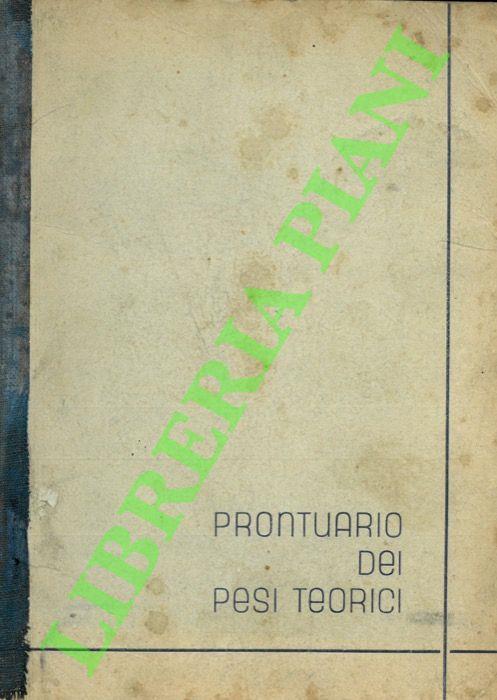 LIBRERIA PIANI
PRONTUARIO
DEI
PESI TEORICI